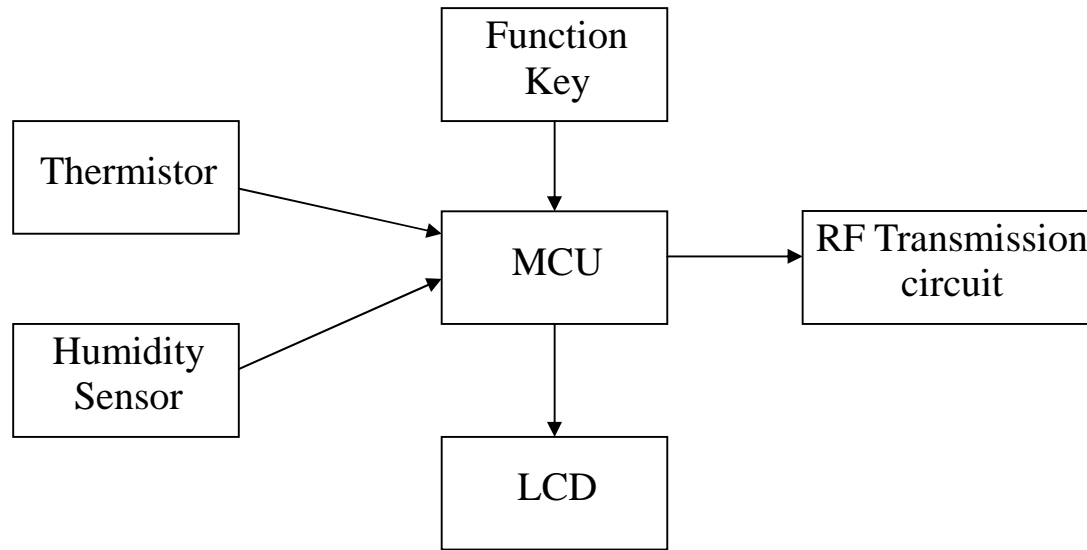 Function
Key
Thermistor
MCU
RF Transmission
circuit
Humidity
Sensor
LCD